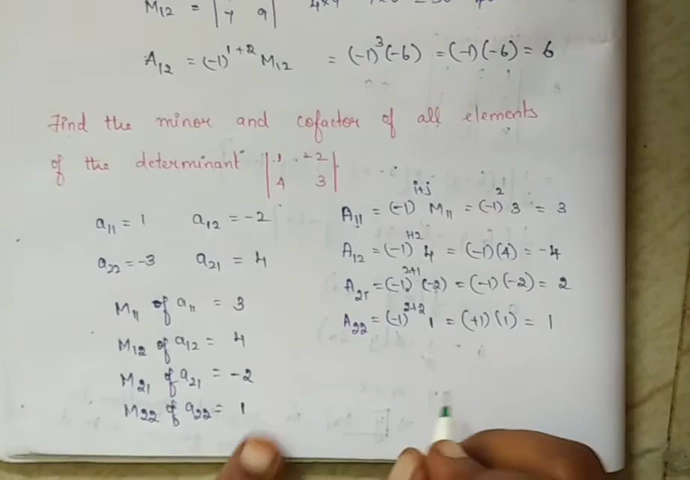 M₁₂ =
7 9
A₁₂ = (-1)¹⁺² M₁₂ = (-1)³(-6) = (-1)(-6) = 6
Find the minor and cofactor of all elements
of the determinant | 1 -2 |
| 4 3 |
a₁₁ = 1 a₁₂ = -2
a₂₂ = -3 a₂₁ = 4
M₁₁ of a₁₁ = 3
M₁₂ of a₁₂ = 4
M₂₁ of a₂₁ = -2
M₂₂ of a₂₂ = 1
A₁₁ = (-1)ⁱ⁺ʲ M₁₁ = (-1)² 3 = 3
A₁₂ = (-1)¹⁺² 4 = (-1)(4) = -4
A₂₁ = (-1)²⁺¹ (-2) = (-1)(-2) = 2
A₂₂ = (-1)²⁺² 1 = (+1)(1) = 1